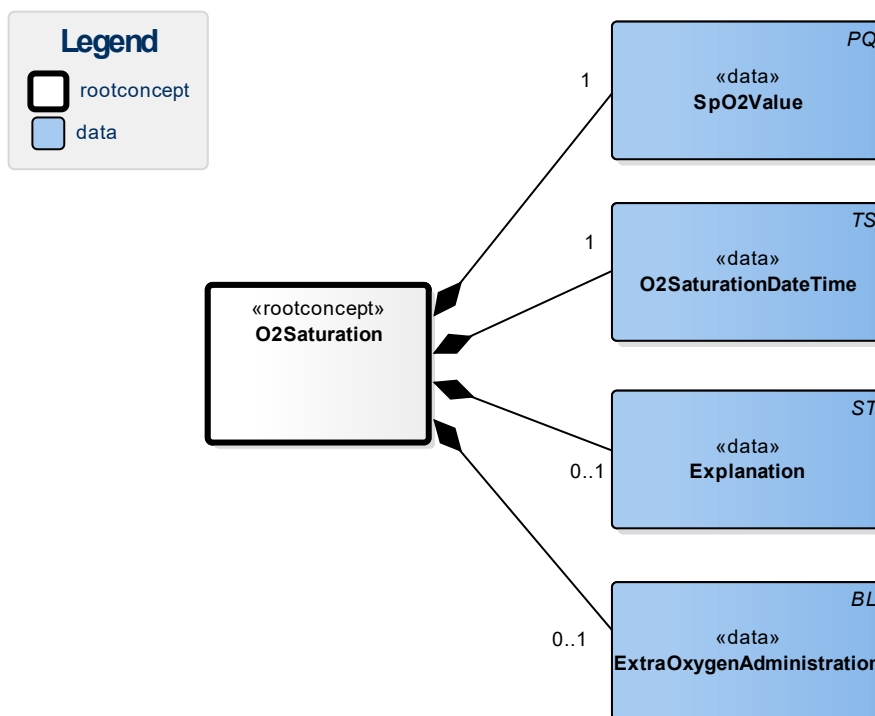 Legend
rootconcept
data
PQ
«data»
SpO2Value
1
TS
«data»
O2SaturationDateTime
1
«rootconcept»
O2Saturation
ST
«data»
Explanation
0..1
BL
«data»
ExtraOxygenAdministration
0..1